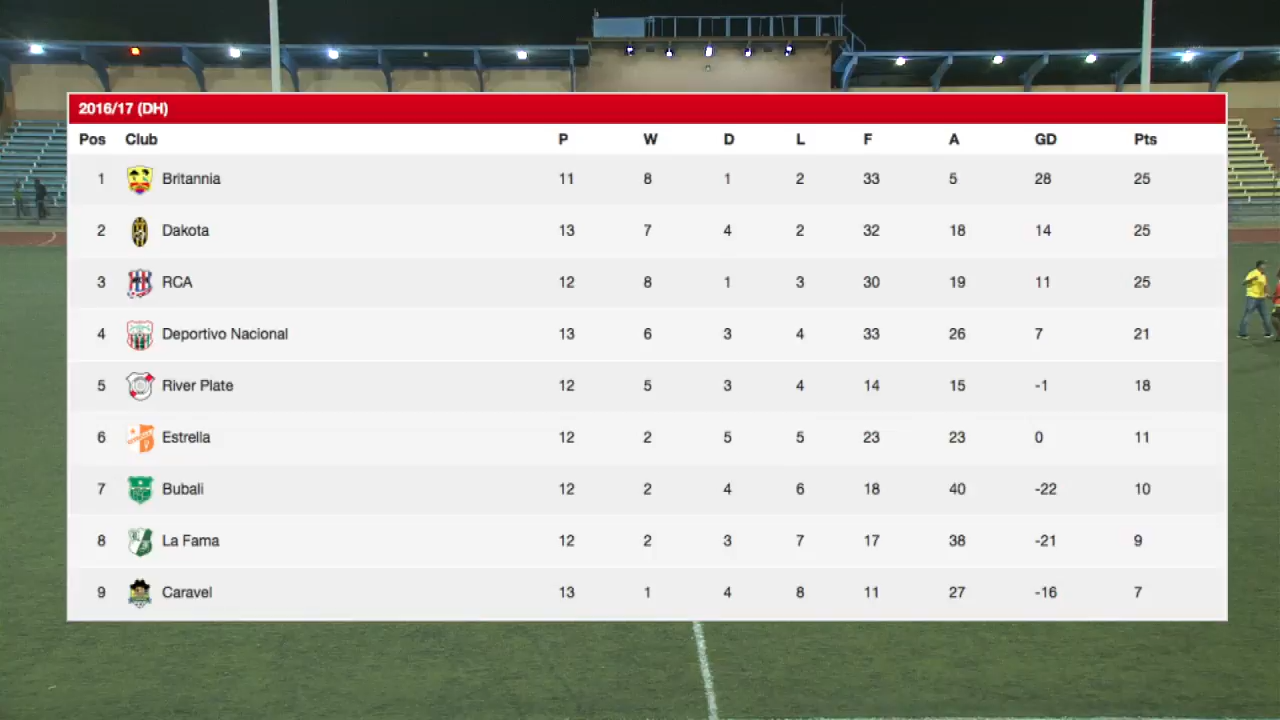 2016/17 (DH)
Pos Club P W D L F A GD Pts
1 Britannia 11 8 1 2 33 5 28 25
2 Dakota 13 7 4 2 32 18 14 25
3 RCA 12 8 1 3 30 19 11 25
4 Deportivo Nacional 13 6 3 4 33 26 7 21
5 River Plate 12 5 3 4 14 15 -1 18
6 Estrella 12 2 5 5 23 23 0 11
7 Bubali 12 2 4 6 18 40 -22 10
8 La Fama 12 2 3 7 17 38 -21 9
9 Caravel 13 1 4 8 11 27 -16 7